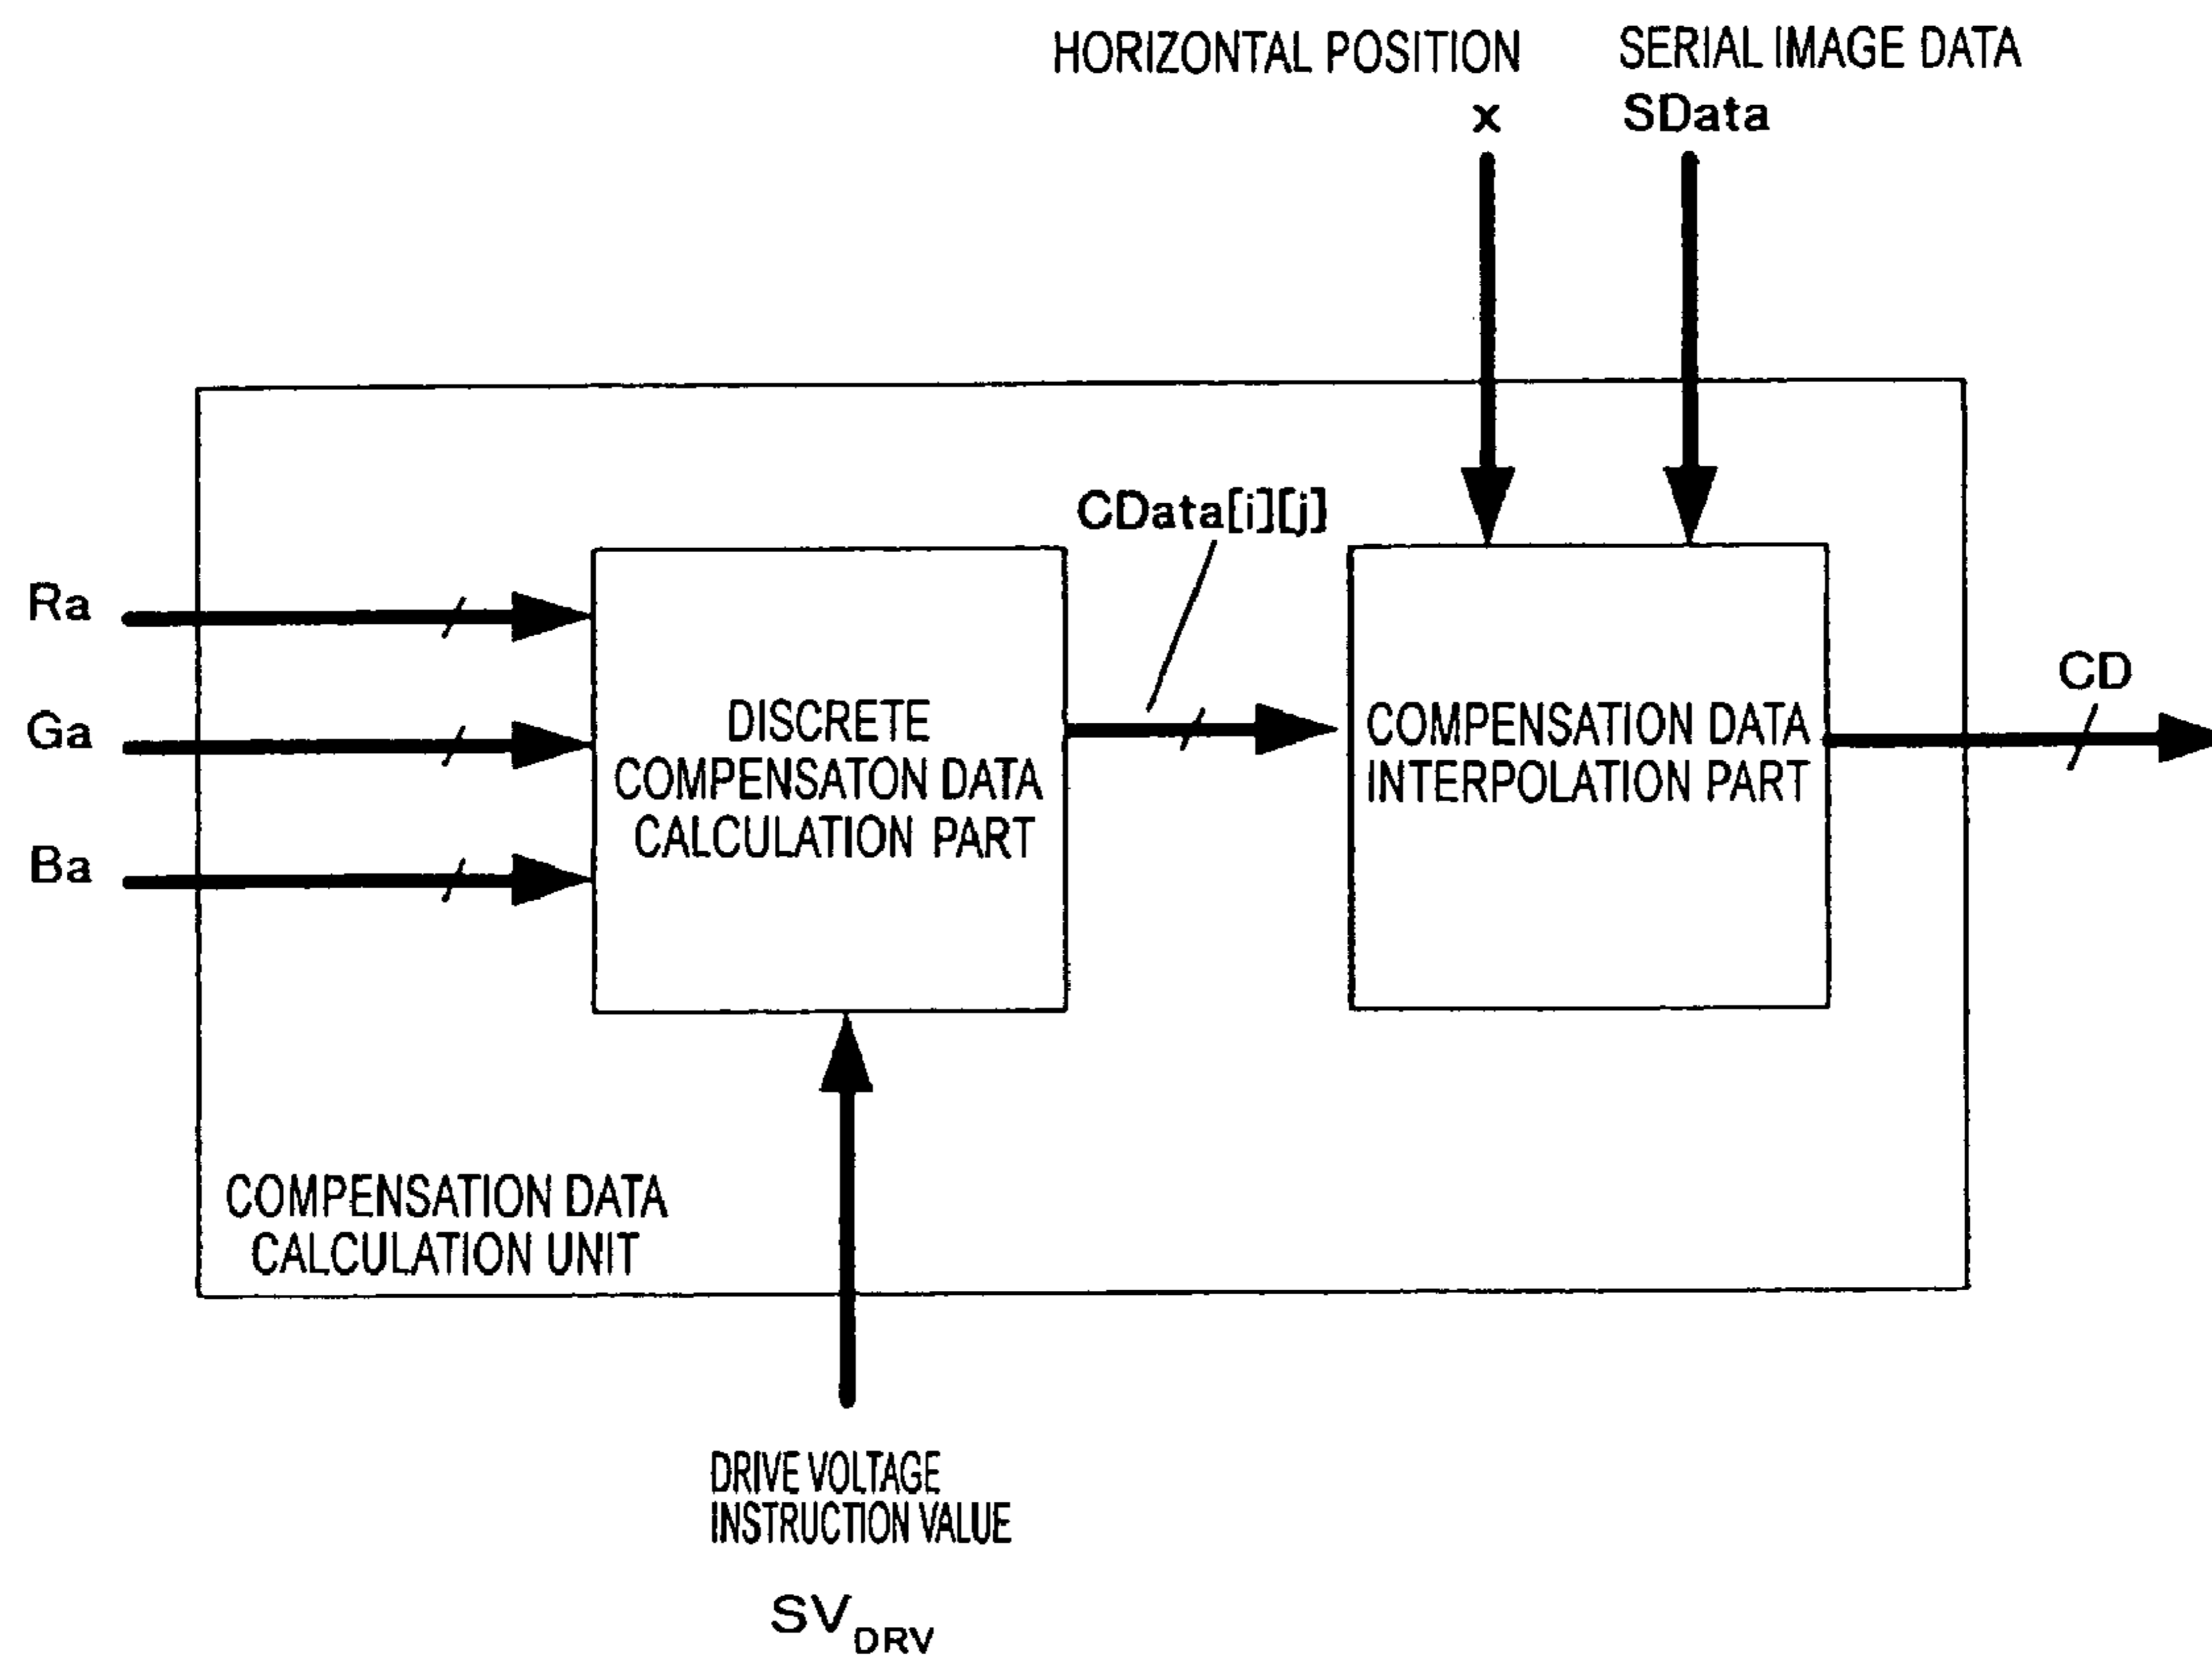 HORIZONTAL POSITION
x
SERIAL IMAGE DATA
SData
CData[i][j]
Ra
Ga
Ba
DISCRETE
COMPENSATON DATA
CALCULATION PART
COMPENSATION DATA
INTERPOLATION PART
CD
COMPENSATION DATA
CALCULATION UNIT
DRIVE VOLTAGE
INSTRUCTION VALUE
SV_DRV